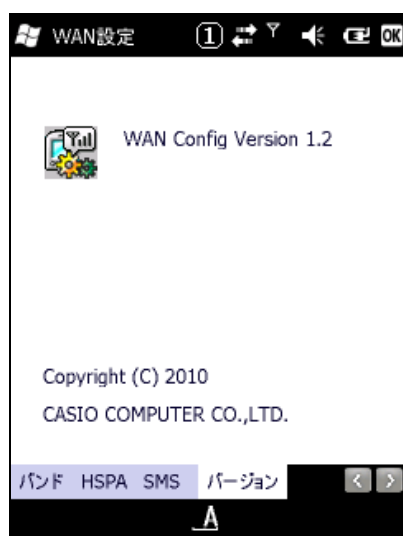 WAN設定 1 OK
WAN Config Version 1.2
Copyright (C) 2010
CASIO COMPUTER CO.,LTD.
バンド HSPA SMS バージョン
A